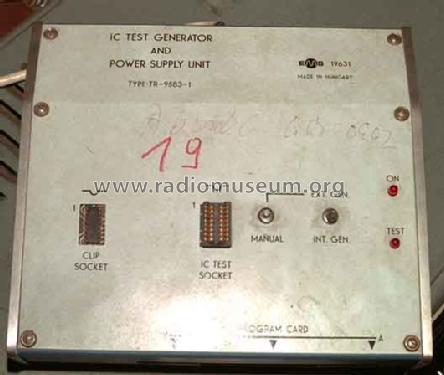 IC TEST GENERATOR
AND
POWER SUPPLY UNIT
TYPE: TR-9583-1
EMG 19631
MADE IN HUNGARY
19
www.radiomuseum.org
ON
EXT. GEN.
1
1
MANUAL
INT. GEN.
TEST
CLIP
SOCKET
IC TEST
SOCKET
PROGRAM CARD
A